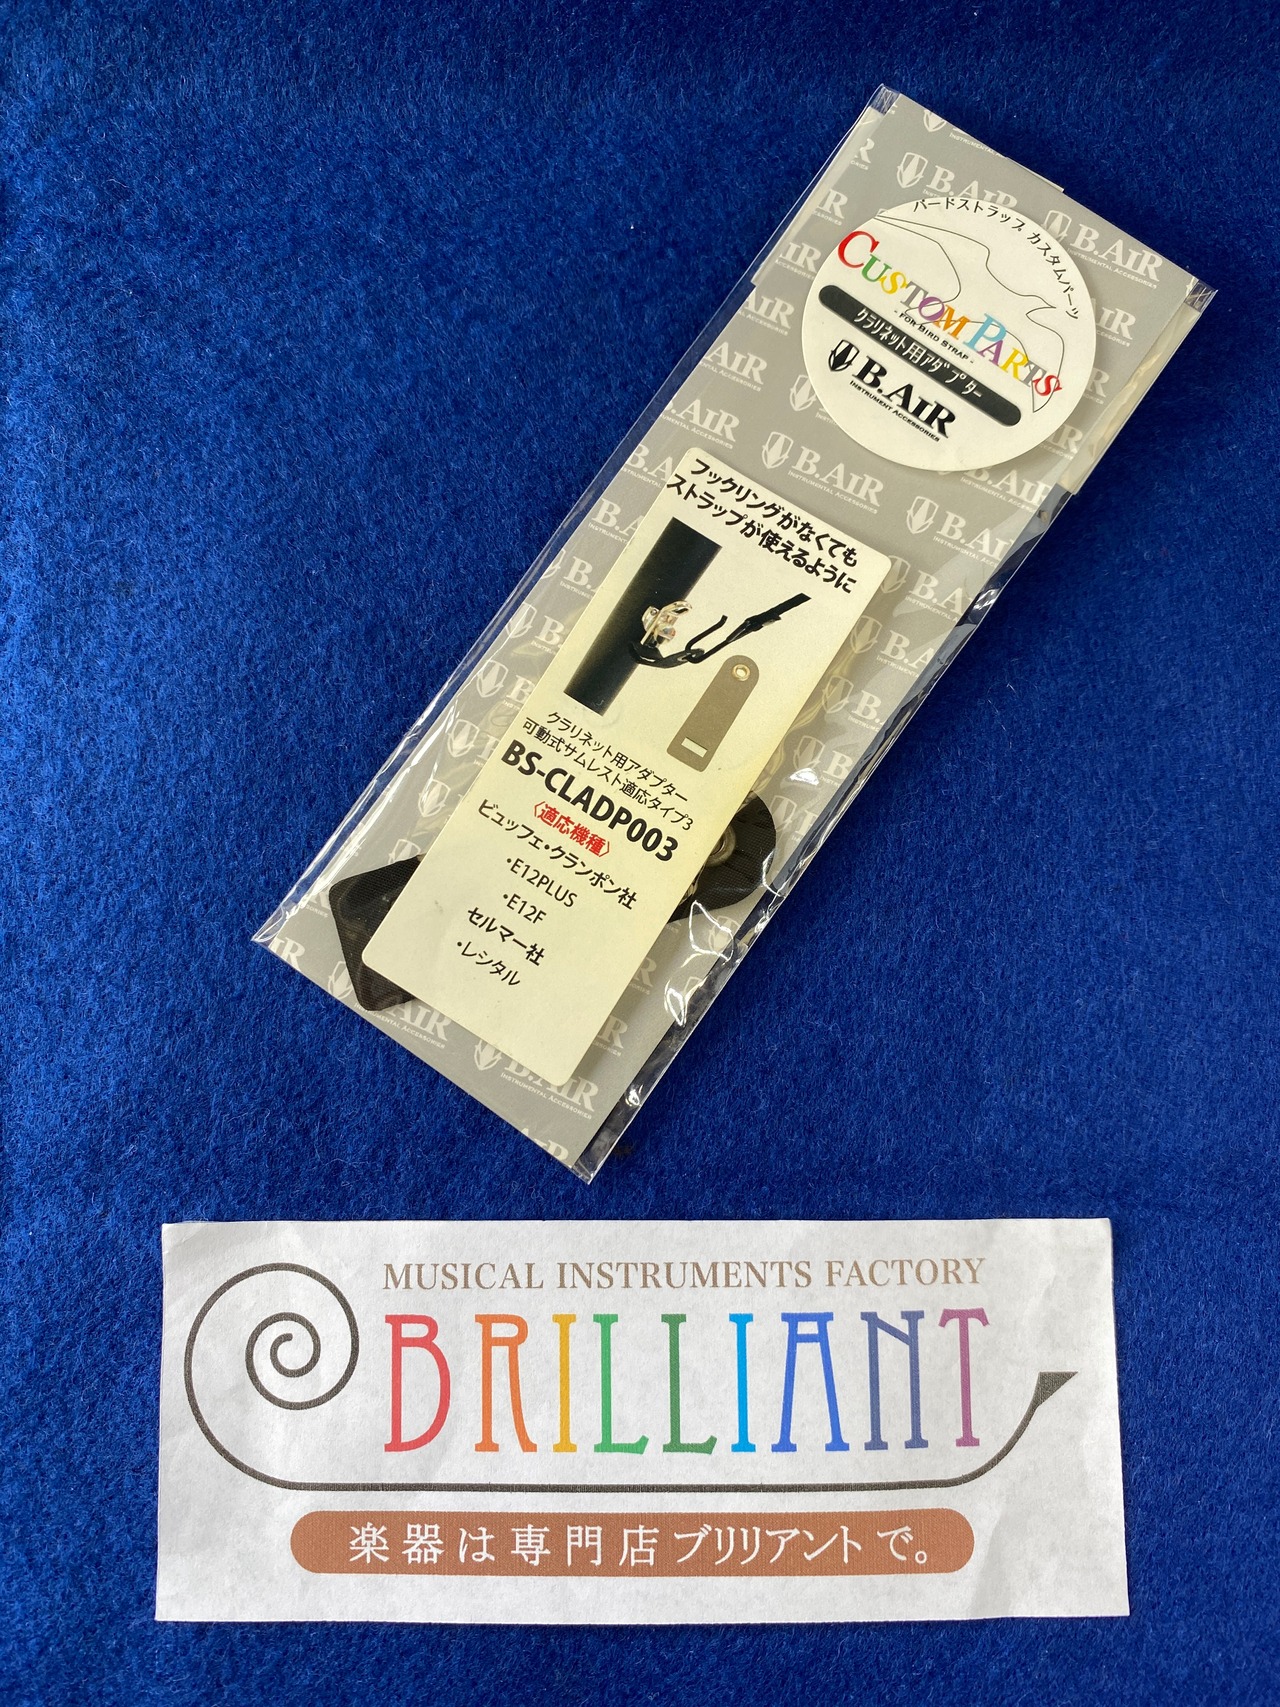 バードストラップ カスタムパーツ
CUSTOM PARTS
- FOR BIRD STRAP -
クラリネット用アダプター
B.AIR
INSTRUMENT ACCESSORIES
フックリングがなくても
ストラップが使えるように
クラリネット用アダプター
可動式サムレスト適応タイプ3
BS-CLADP003
〈適応機種〉
ビュッフェ・クランポン社
・E12PLUS
・E12F
セルマー社
・レシタル
MUSICAL INSTRUMENTS FACTORY
BRILLIANT
楽器は専門店ブリリアントで。